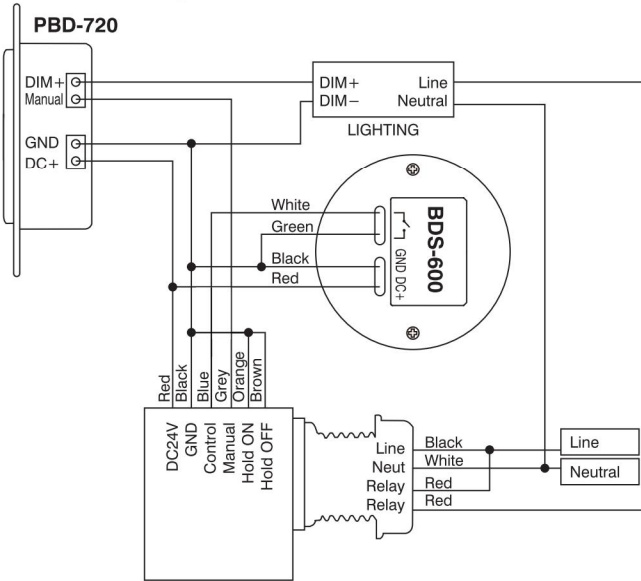 PBD-720
DIM+
Manual
GND
DC+
DIM+
DIM−
Line
Neutral
LIGHTING
White
Green
Black
Red
BDS-600
GND DC+
Red
Black
Blue
Grey
Orange
Brown
DC24V
GND
Control
Manual
Hold ON
Hold OFF
Line
Neut
Relay
Relay
Black
White
Red
Red
Line
Neutral